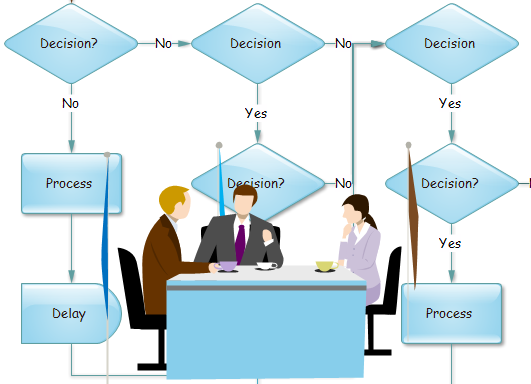 Decision?
No
Decision
No
Decision
No
Yes
Yes
Process
Decision?
No
Decision?
Yes
Delay
Process